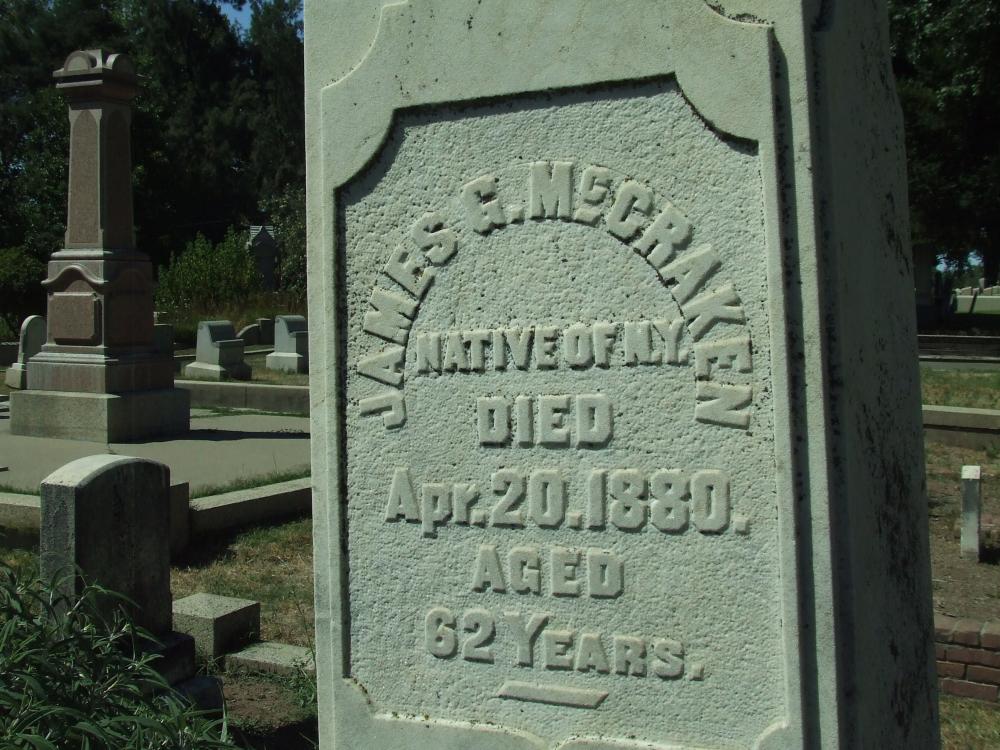 JAMES G. McCRAKEN
NATIVE OF N.Y.
DIED
Apr. 20. 1880.
AGED
62 YEARS.